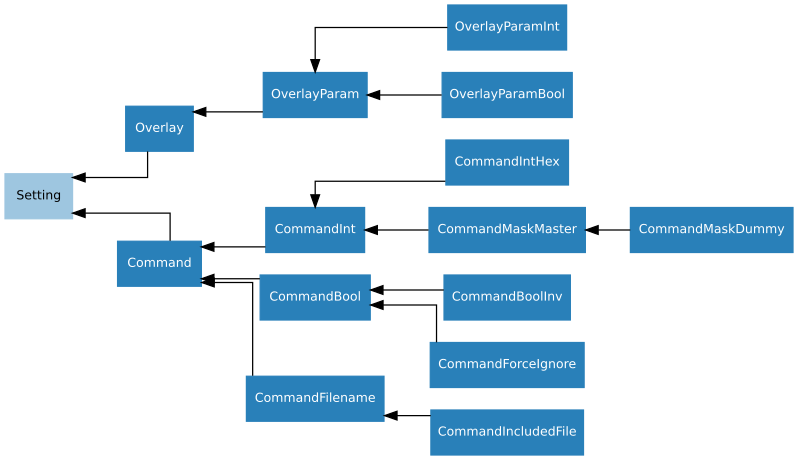 OverlayParamInt
OverlayParam
OverlayParamBool
Overlay
CommandIntHex
Setting
CommandInt
CommandMaskMaster
CommandMaskDummy
Command
CommandBool
CommandBoolInv
CommandForceIgnore
CommandFilename
CommandIncludedFile